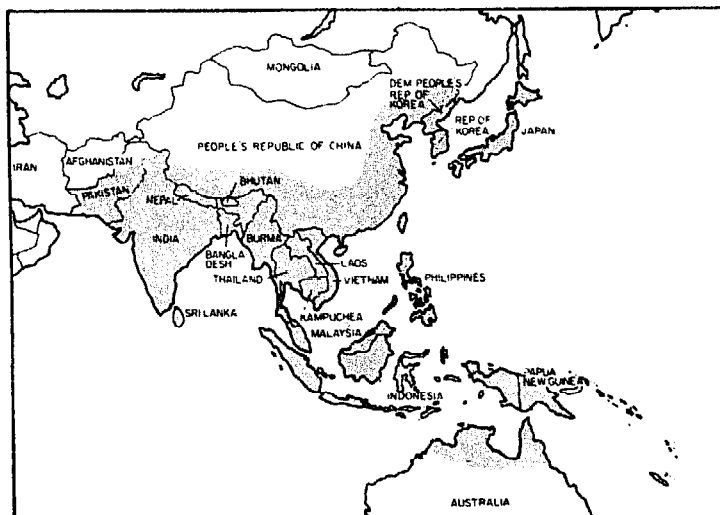 MONGOLIA
DEM PEOPLE'S
REP OF
KOREA
REP OF
KOREA
JAPAN
PEOPLE'S REPUBLIC OF CHINA
IRAN
AFGHANISTAN
PAKISTAN
NEPAL
BHUTAN
INDIA
BANGLA
DESH
BURMA
LAOS
THAILAND
VIETNAM
PHILIPPINES
SRI LANKA
KAMPUCHEA
MALAYSIA
INDONESIA
PAPUA
NEW GUINEA
AUSTRALIA